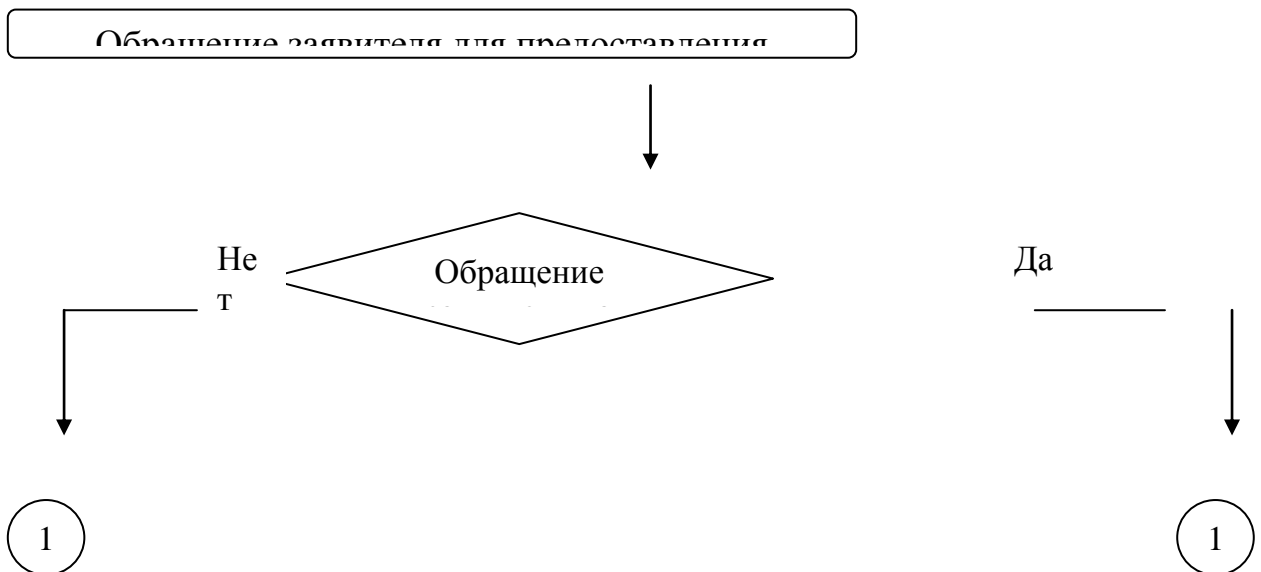 Обращение заявителя для предоставления
Не
т
Обращение
Да
1
1